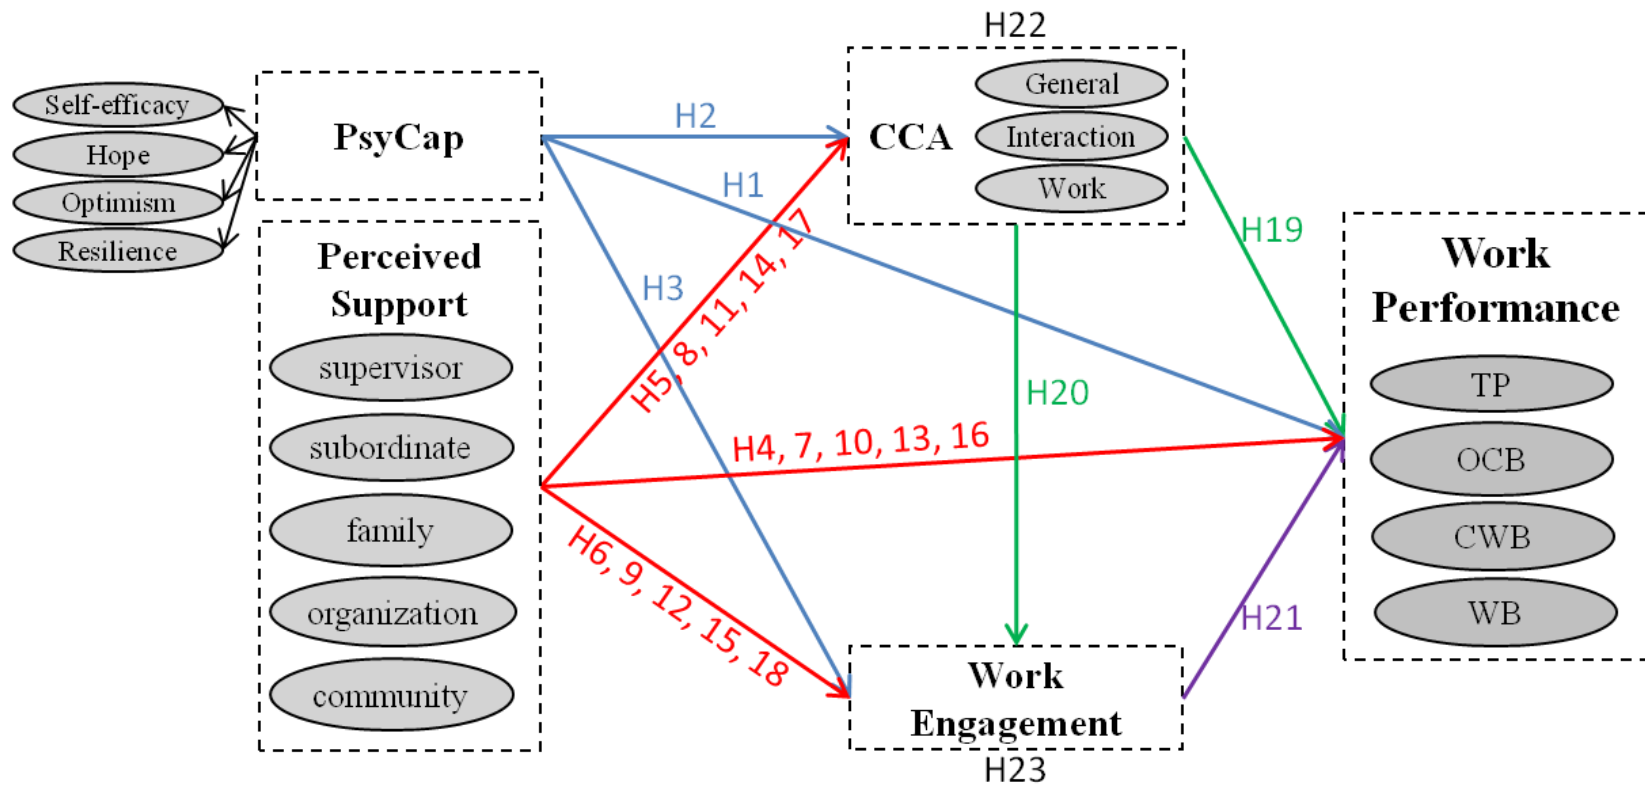 H22
Self-efficacy
Hope
Optimism
Resilience
PsyCap
Perceived
Support
supervisor
subordinate
family
organization
community
H2
H1
H3
H5, 8, 11, 14, 17
H4, 7, 10, 13, 16
H6, 9, 12, 15, 18
CCA
General
Interaction
Work
H19
H20
H21
Work
Engagement
H23
Work
Performance
TP
OCB
CWB
WB